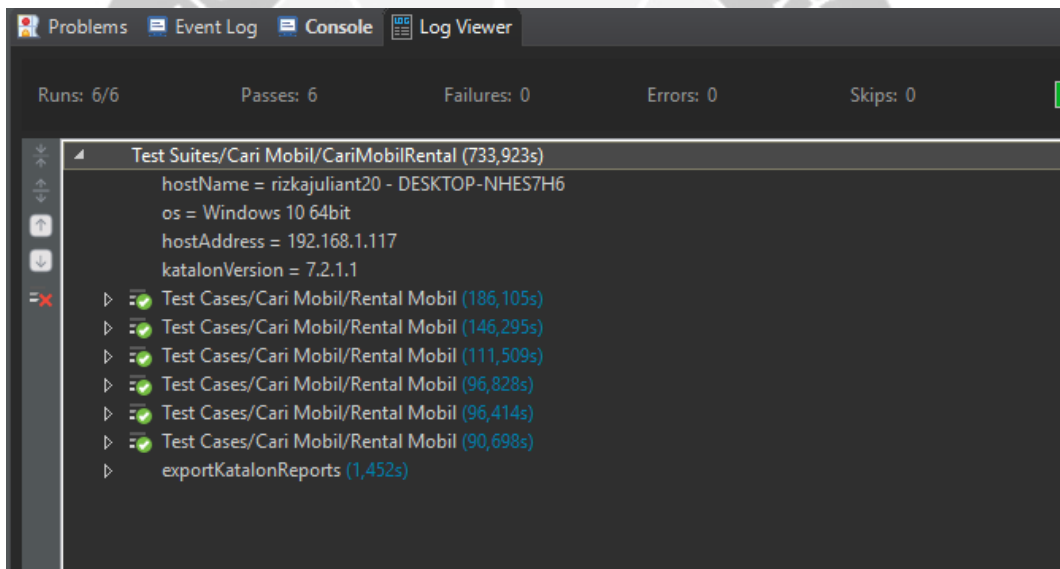 Problems Event Log Console Log Viewer
Runs: 6/6 Passes: 6 Failures: 0 Errors: 0 Skips: 0
Test Suites/Cari Mobil/CariMobilRental (733,923s)
hostName = rizkajuliant20 - DESKTOP-NHES7H6
os = Windows 10 64bit
hostAddress = 192.168.1.117
katalonVersion = 7.2.1.1
Test Cases/Cari Mobil/Rental Mobil (186,105s)
Test Cases/Cari Mobil/Rental Mobil (146,295s)
Test Cases/Cari Mobil/Rental Mobil (111,509s)
Test Cases/Cari Mobil/Rental Mobil (96,828s)
Test Cases/Cari Mobil/Rental Mobil (96,414s)
Test Cases/Cari Mobil/Rental Mobil (90,698s)
exportKatalonReports (1,452s)